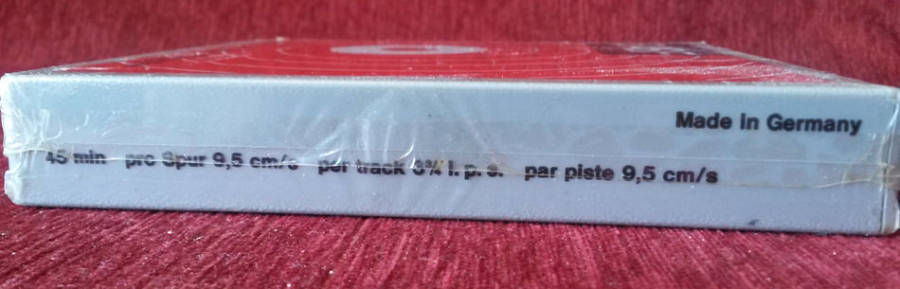 Made in Germany
45 min pro Spur 9,5 cm/s per track 3¾ i. p. s. par piste 9,5 cm/s